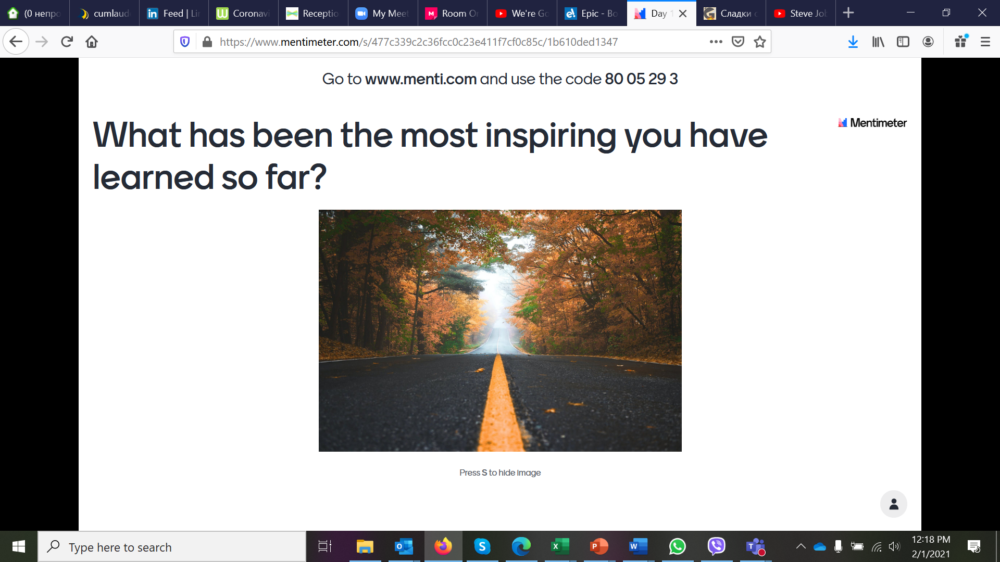 (0 непро
cumlaud
Feed | Li
Coronavi
Receptio
My Meet
Room Or
We're Go
Epic - Bo
Day 1
Сладки с
Steve Job
https://www.mentimeter.com/s/477c339c2c36fcc0c23e411f7cf0c85c/1b610ded1347
Go to www.menti.com and use the code 80 05 29 3
Mentimeter
What has been the most inspiring you have
learned so far?
Press S to hide image
Type here to search
12:18 PM
2/1/2021